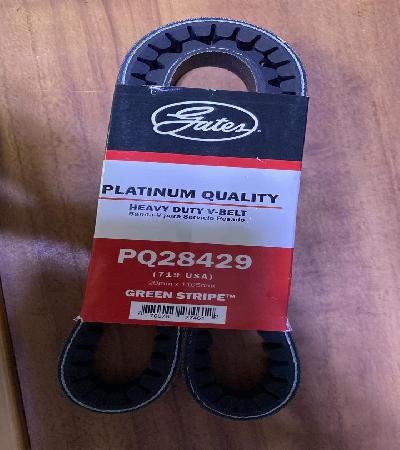 Gates
PLATINUM QUALITY
HEAVY DUTY V-BELT
Banda V para Servicio Pesado
PQ28429
(719 USA)
GREEN STRIPE™